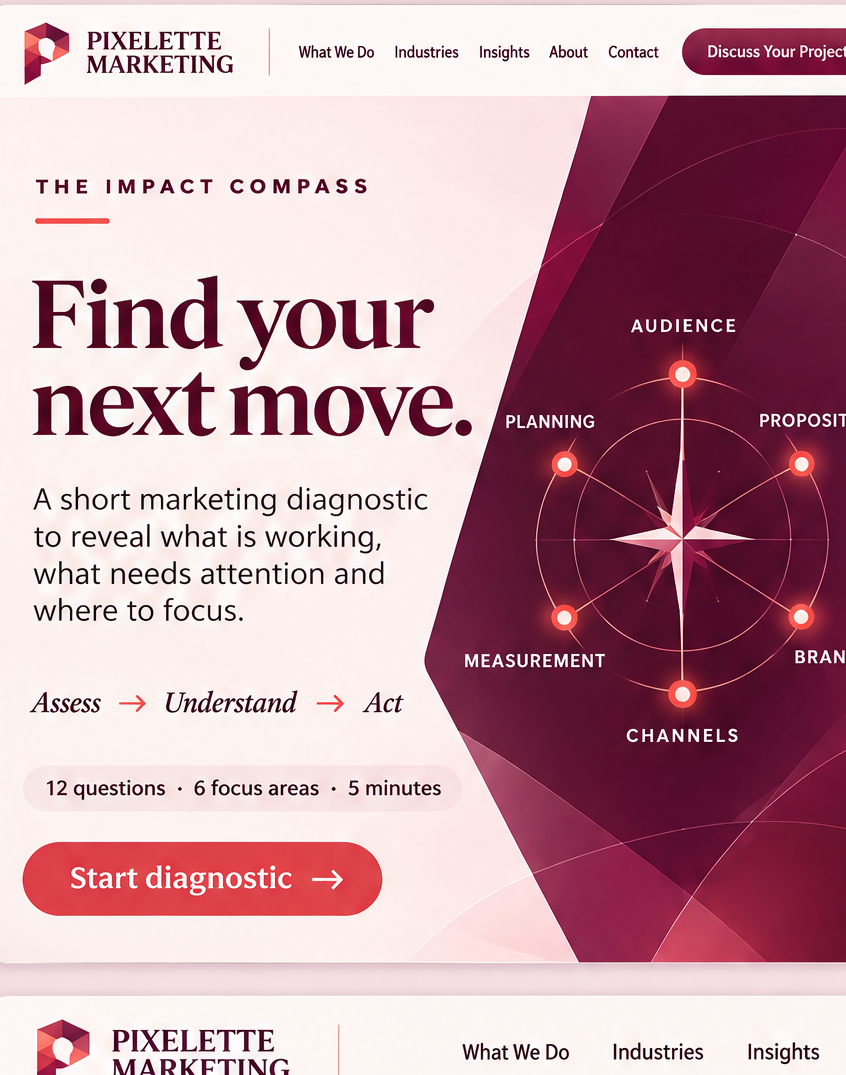 PIXELETTE
MARKETING
What We Do Industries Insights About Contact Discuss Your Project
THE IMPACT COMPASS
Find your
next move.
A short marketing diagnostic
to reveal what is working,
what needs attention and
where to focus.
Assess → Understand → Act
12 questions · 6 focus areas · 5 minutes
Start diagnostic →
AUDIENCE
PLANNING
PROPOSIT
MEASUREMENT
BRAN
CHANNELS
PIXELETTE
MARKETING
What We Do Industries Insights